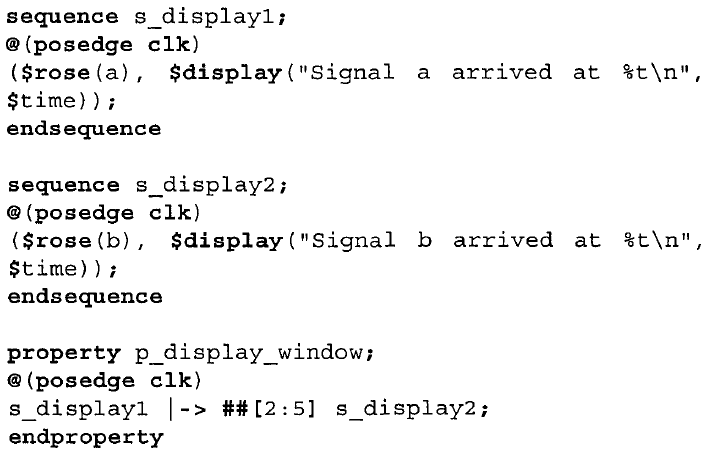 sequence s_display1;
@(posedge clk)
($rose(a), $display("Signal a arrived at %t\n",
$time));
endsequence
sequence s_display2;
@(posedge clk)
($rose(b), $display("Signal b arrived at %t\n",
$time));
endsequence
property p_display_window;
@(posedge clk)
s_display1 |-> ##[2:5] s_display2;
endproperty